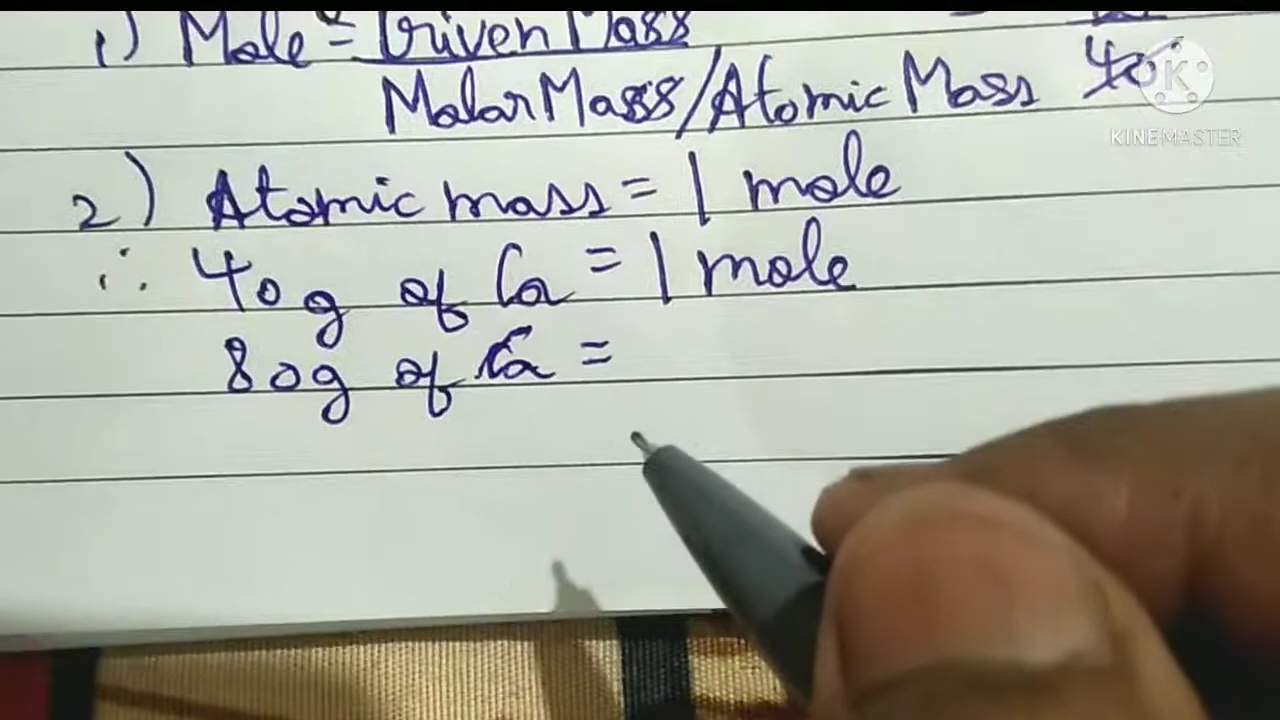 1) Mole = Given Mass
Molar Mass/Atomic Mass 40
KINEMASTER
2) Atomic mass = 1 mole
∴ 40g of Ca = 1 mole
80g of Ca =